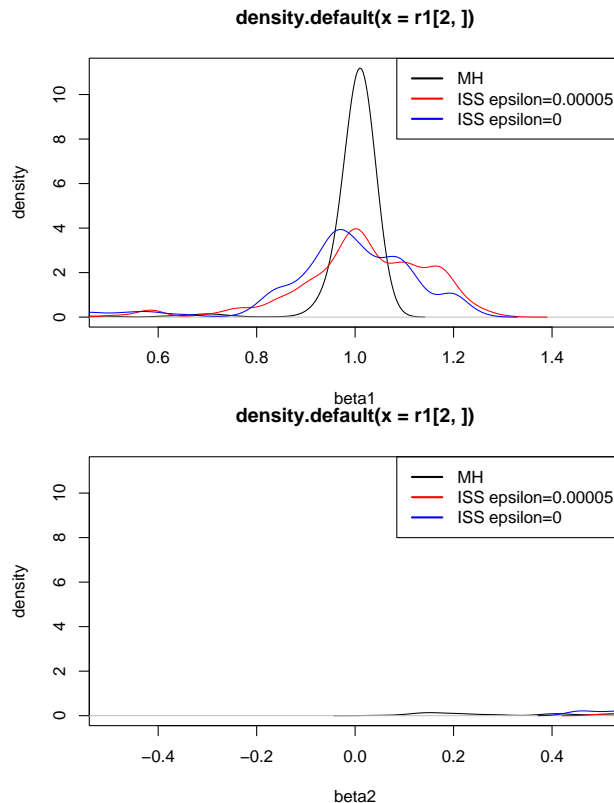 density.default(x = r1[2, ])
MH
ISS epsilon=0.00005
ISS epsilon=0
density
10
8
6
4
2
0
0.6 0.8 1.0 1.2 1.4
beta1
density.default(x = r1[2, ])
MH
ISS epsilon=0.00005
ISS epsilon=0
density
10
8
6
4
2
0
−0.4 −0.2 0.0 0.2 0.4
beta2